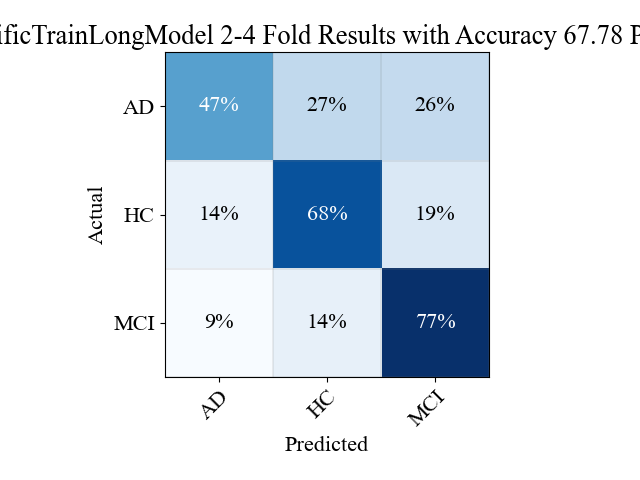 ificTrainLongModel 2-4 Fold Results with Accuracy 67.78 P
AD 47% 27% 26%
HC 14% 68% 19%
MCI 9% 14% 77%
Actual
AD HC MCI
Predicted